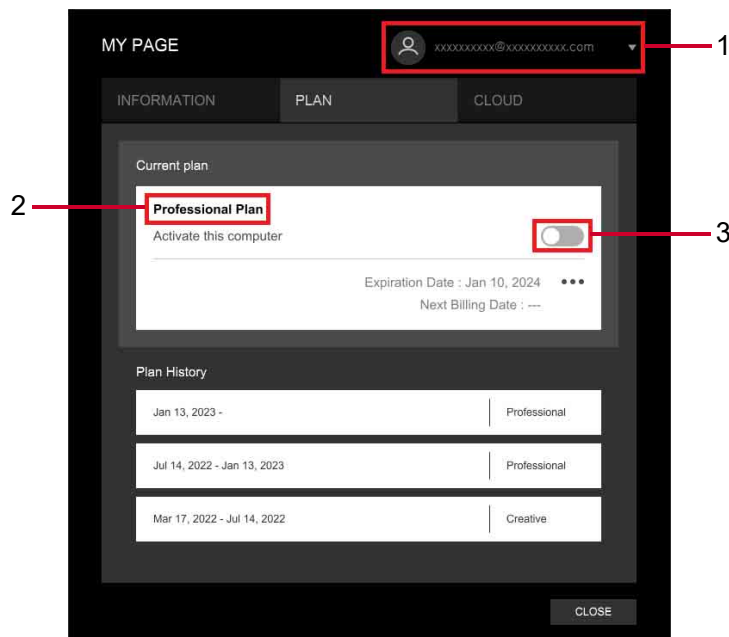 MY PAGE
xxxxxxxxxx@xxxxxxxxxx.com
1
INFORMATION PLAN CLOUD
Current plan
2
Professional Plan
Activate this computer
3
Expiration Date : Jan 10, 2024
Next Billing Date : ---
Plan History
Jan 13, 2023 - Professional
Jul 14, 2022 - Jan 13, 2023 Professional
Mar 17, 2022 - Jul 14, 2022 Creative
CLOSE